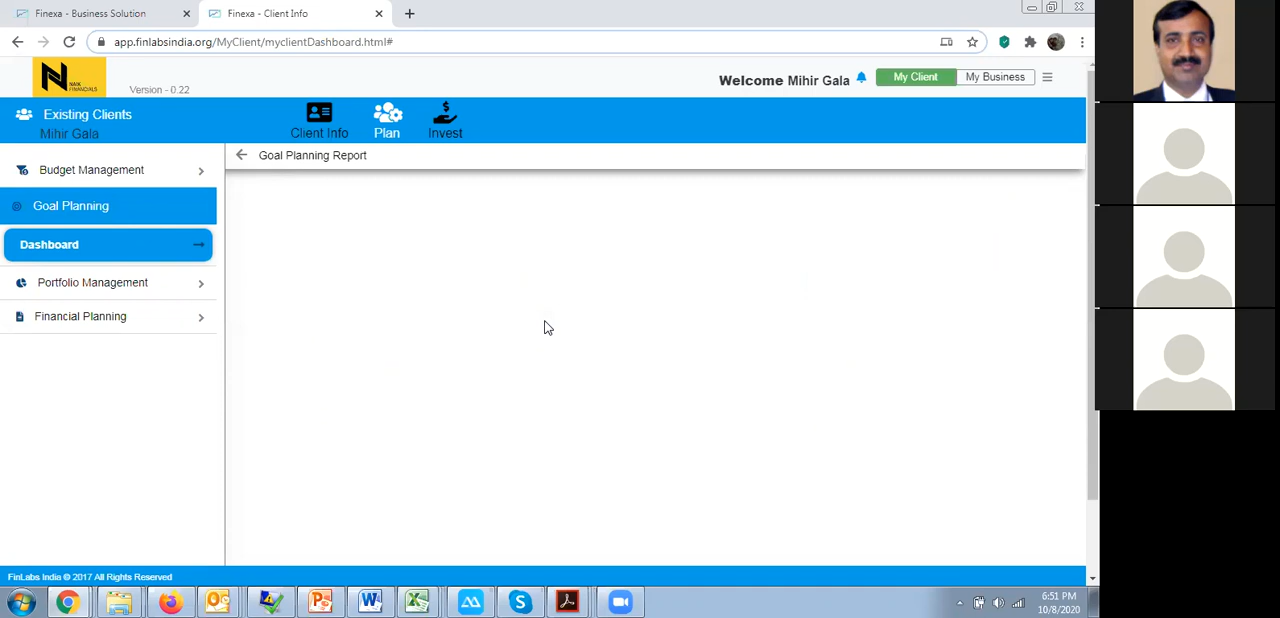 Finexa - Business Solution
Finexa - Client Info
app.finlabsindia.org/MyClient/myclientDashboard.html#
N
NAIK
FINANCIALS
Version - 0.22
Welcome Mihir Gala
My Client
My Business
Existing Clients
Mihir Gala
Client Info
Plan
Invest
Budget Management
Goal Planning Report
Goal Planning
Dashboard
Portfolio Management
Financial Planning
FinLabs India © 2017 All Rights Reserved
6:51 PM
10/8/2020